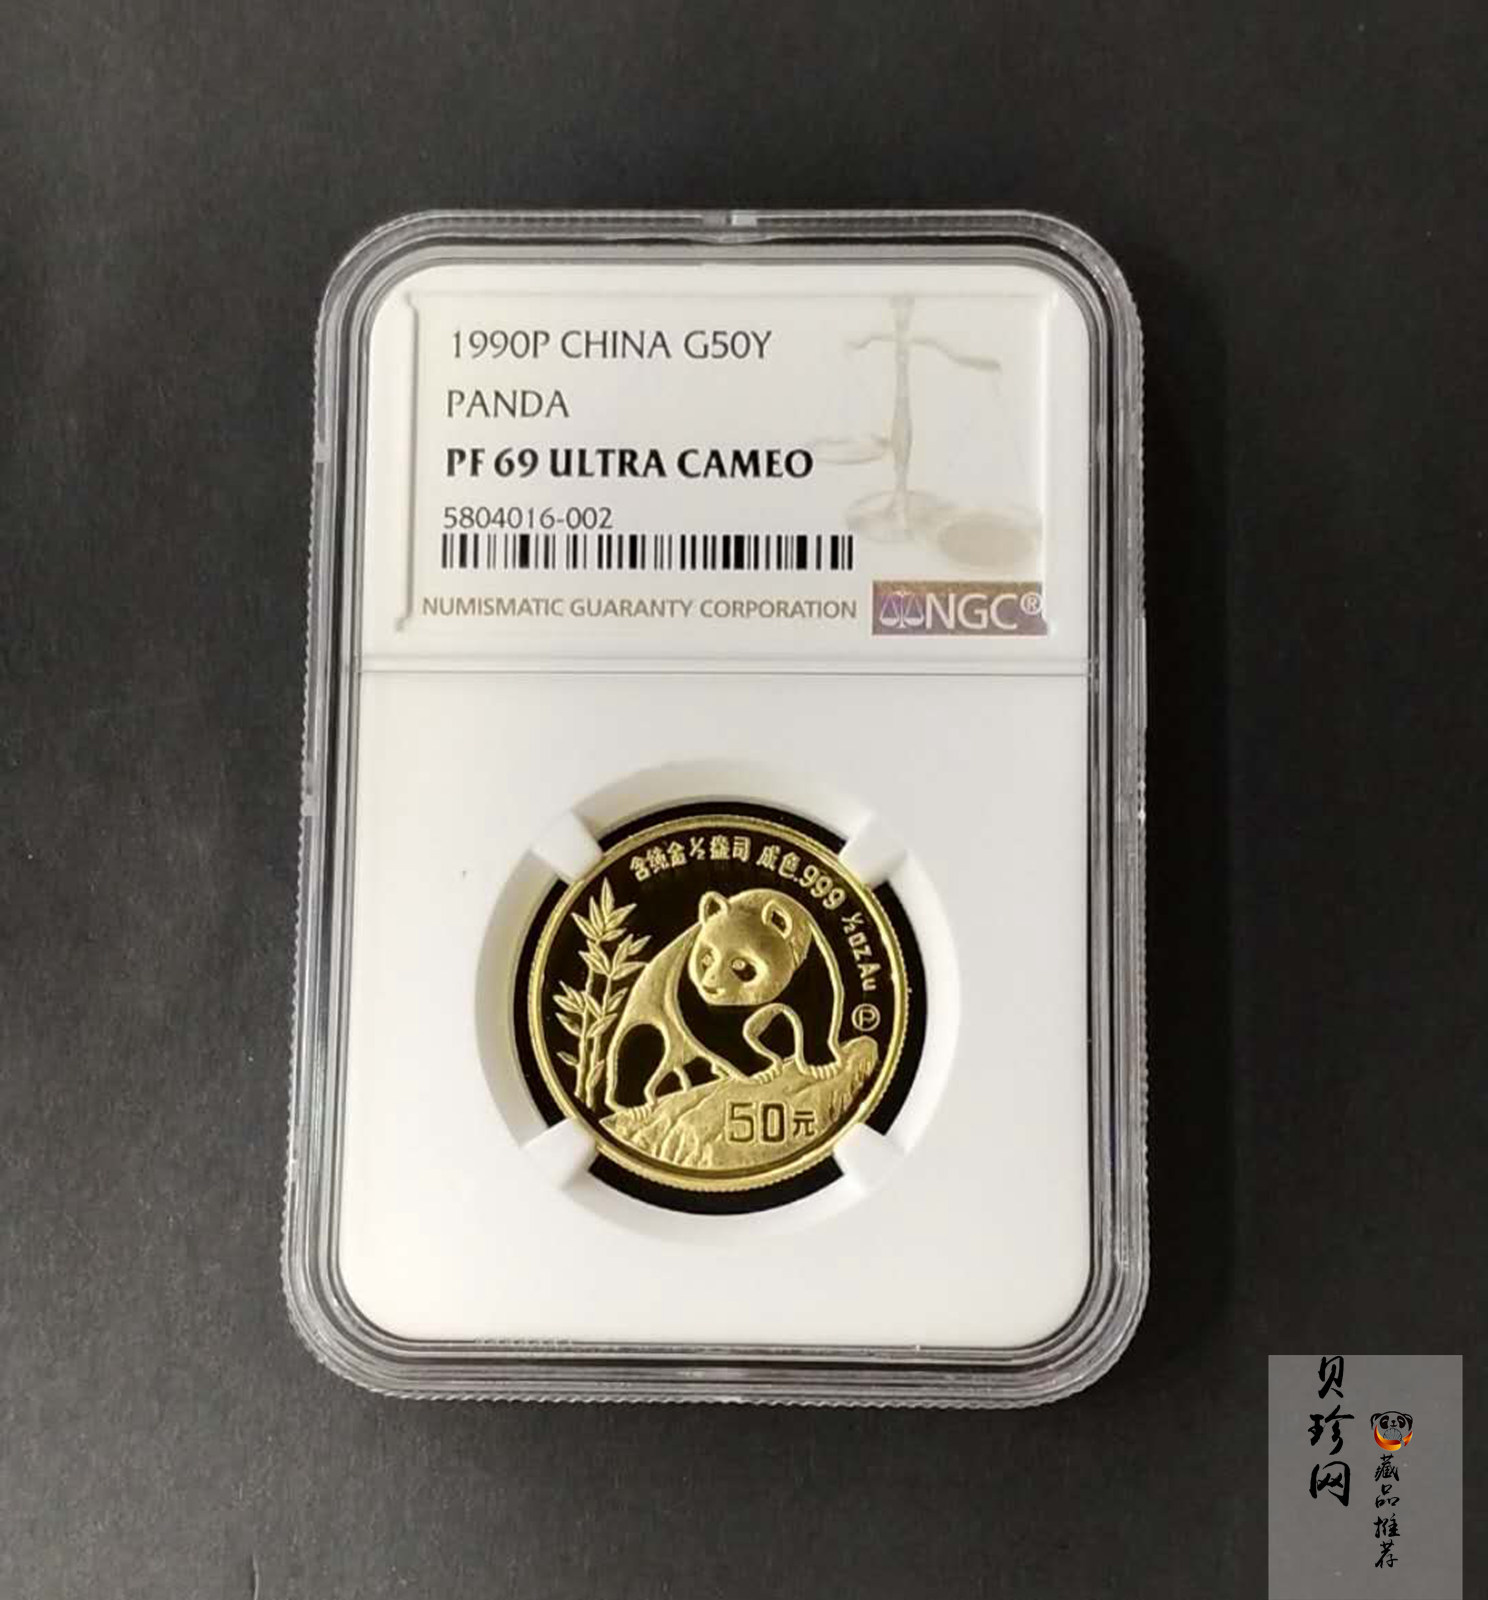 1990P CHINA G50Y
PANDA
PF 69 ULTRA CAMEO
5804016-002
NUMISMATIC GUARANTY CORPORATION
NGC®
含纯金½盎司 成色.999 ½oz Au Ⓟ
50元
贝珍网
藏品推荐